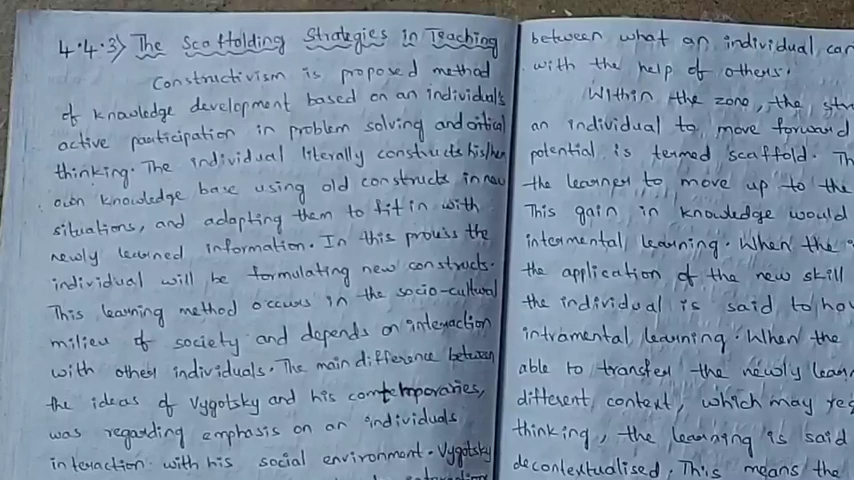 4.4.3) The Scaffolding Strategies in Teaching
Constructivism is proposed method
of knowledge development based on an individual's
active participation in problem solving and critical
thinking. The individual literally constructs his/her
own knowledge base using old constructs in new
situations, and adapting them to fit in with
newly learned information. In this process the
individual will be formulating new constructs.
This learning method occurs in the socio-cultural
milieu of society and depends on interaction
with other individuals. The main difference between
the ideas of Vygotsky and his contemporaries,
was regarding emphasis on an individuals
interaction with his social environment. Vygotsky
between what an individual can
with the help of others.
Within the zone, the
an individual to move forward
potential is termed scaffold.
the learner to move up to the
This gain in knowledge would
intermental learning. When the
the application of the new skill
the individual is said to
intramental learning. When the
able to transfer the newly
different context, which may
thinking, the learning is said
decontextualised. This means the